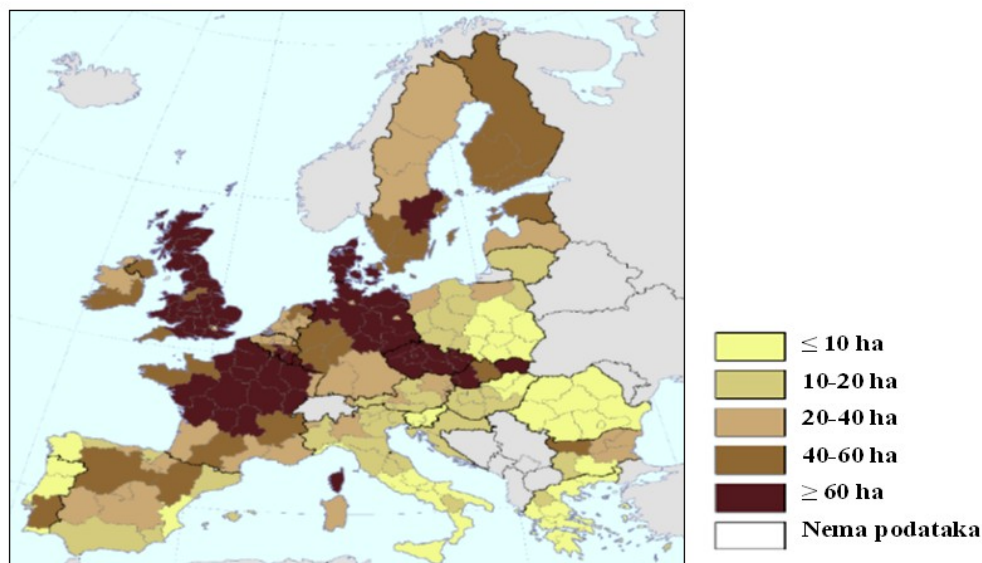 ≤ 10 ha
10-20 ha
20-40 ha
40-60 ha
≥ 60 ha
Nema podataka